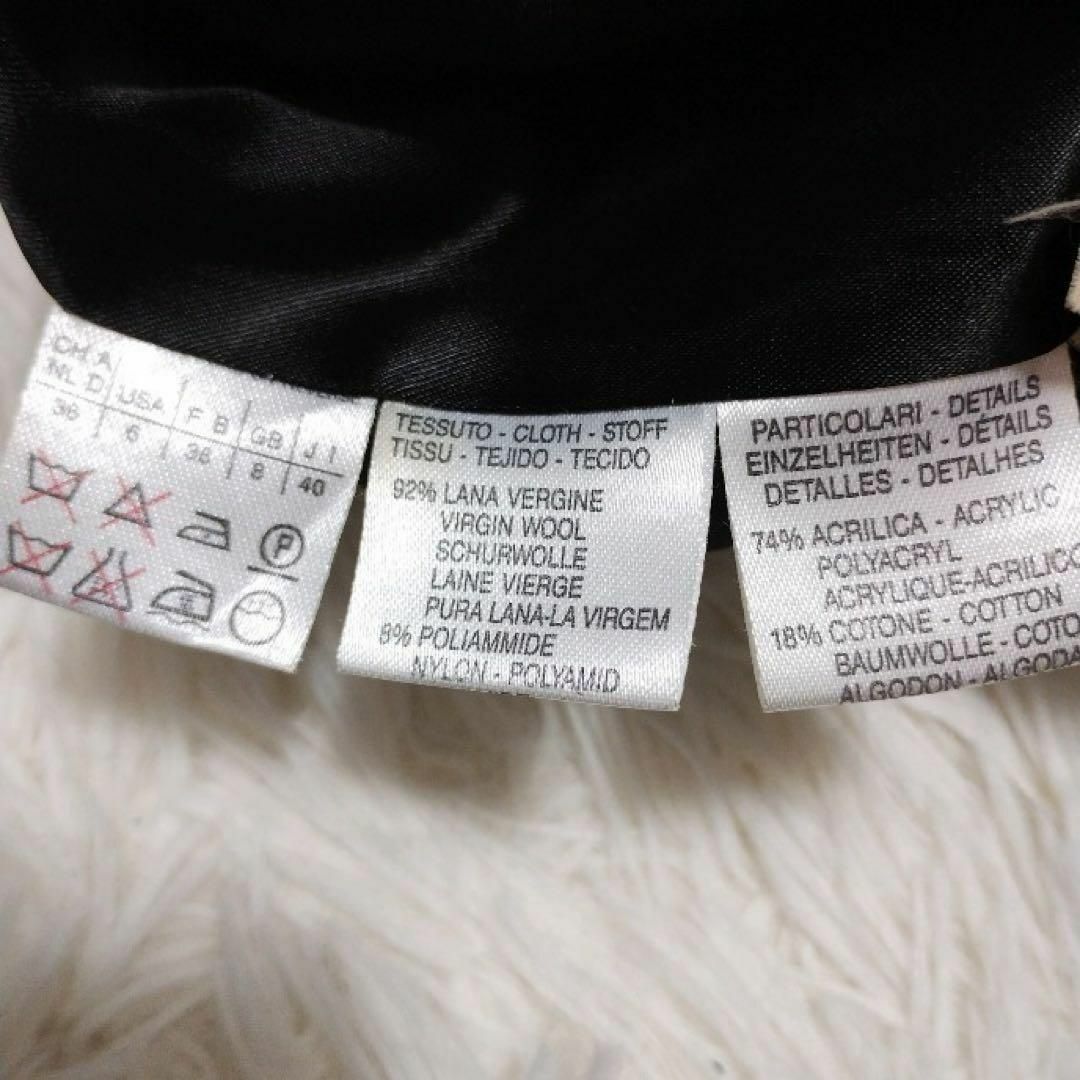 CH A
NL D USA F B GB J I
36 6 38 8 40
P
TESSUTO - CLOTH - STOFF
TISSU - TEJIDO - TECIDO
92% LANA VERGINE
VIRGIN WOOL
SCHURWOLLE
LAINE VIERGE
PURA LANA-LA VIRGEM
8% POLIAMMIDE
NYLON - POLYAMID
PARTICOLARI - DETAILS
EINZELHEITEN - DÉTAILS
DETALLES - DETALHES
74% ACRILICA - ACRYLIC
POLYACRYL
ACRYLIQUE-ACRILICO
18% COTONE - COTTON
BAUMWOLLE - COTO
ALGODON - ALGODA